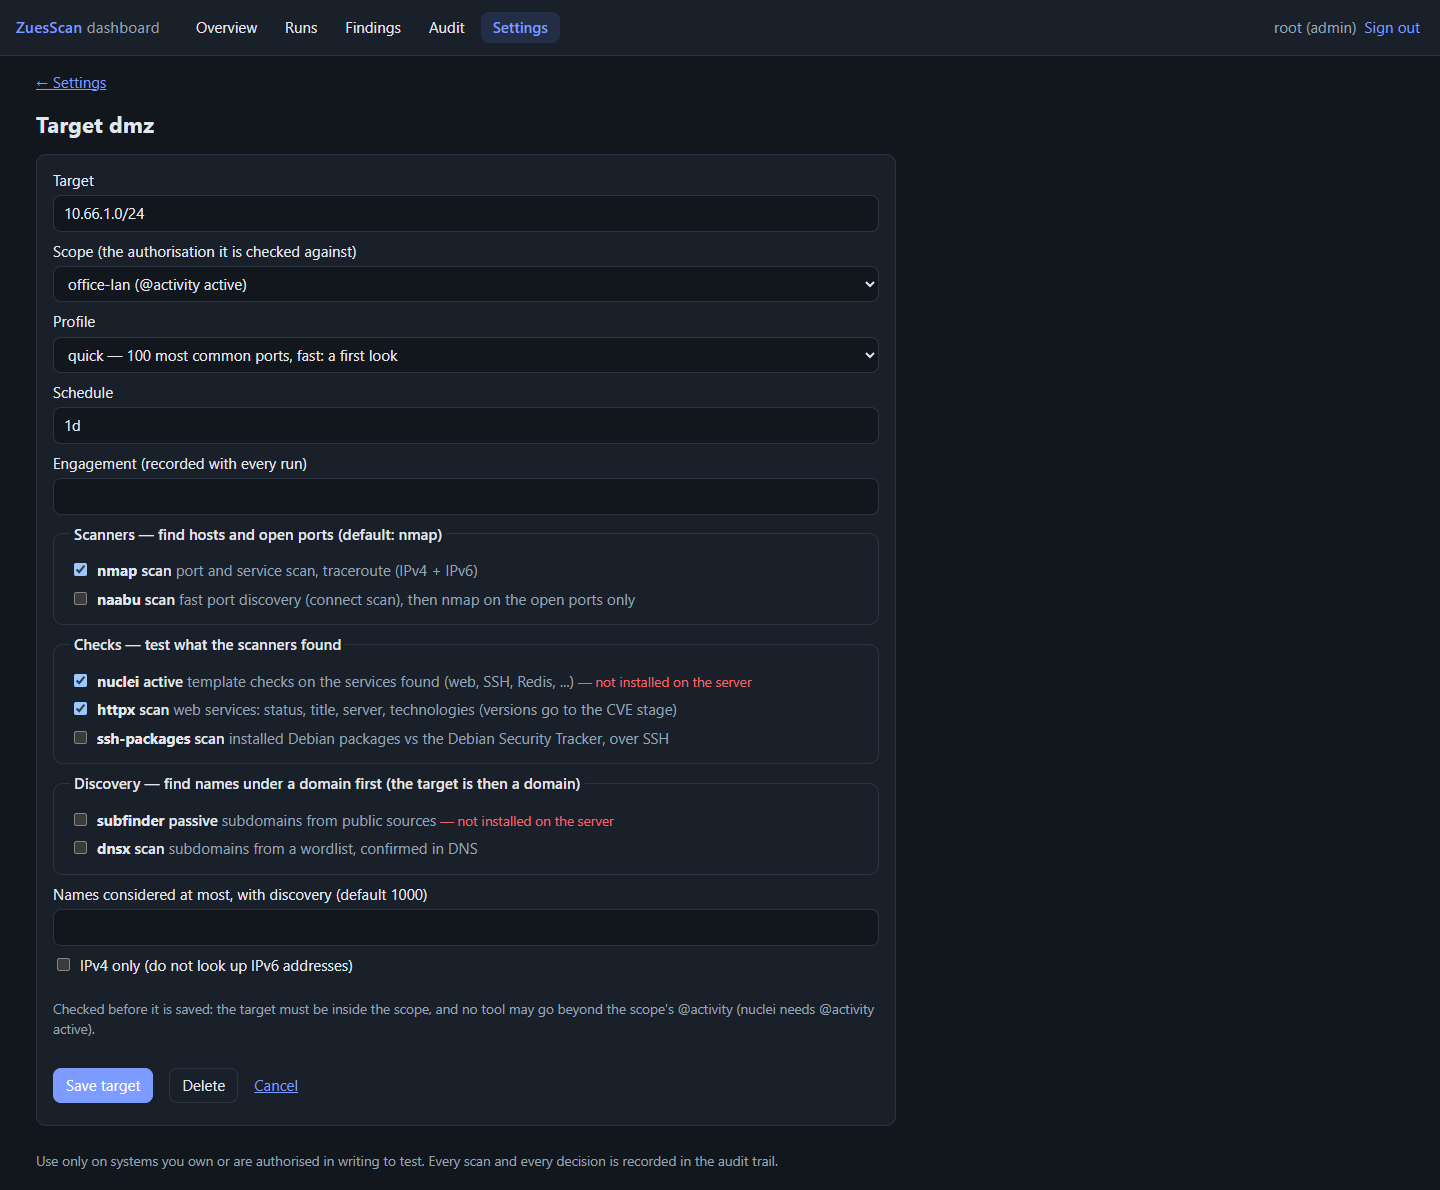 ZuesScan dashboard Overview Runs Findings Audit Settings root (admin) Sign out
← Settings
Target dmz
Target
10.66.1.0/24
Scope (the authorisation it is checked against)
office-lan (@activity active)
Profile
quick — 100 most common ports, fast: a first look
Schedule
1d
Engagement (recorded with every run)
Scanners — find hosts and open ports (default: nmap)
nmap scan port and service scan, traceroute (IPv4 + IPv6)
naabu scan fast port discovery (connect scan), then nmap on the open ports only
Checks — test what the scanners found
nuclei active template checks on the services found (web, SSH, Redis, ...) — not installed on the server
httpx scan web services: status, title, server, technologies (versions go to the CVE stage)
ssh-packages scan installed Debian packages vs the Debian Security Tracker, over SSH
Discovery — find names under a domain first (the target is then a domain)
subfinder passive subdomains from public sources — not installed on the server
dnsx scan subdomains from a wordlist, confirmed in DNS
Names considered at most, with discovery (default 1000)
IPv4 only (do not look up IPv6 addresses)
Checked before it is saved: the target must be inside the scope, and no tool may go beyond the scope's @activity (nuclei needs @activity
active).
Save target Delete Cancel
Use only on systems you own or are authorised in writing to test. Every scan and every decision is recorded in the audit trail.